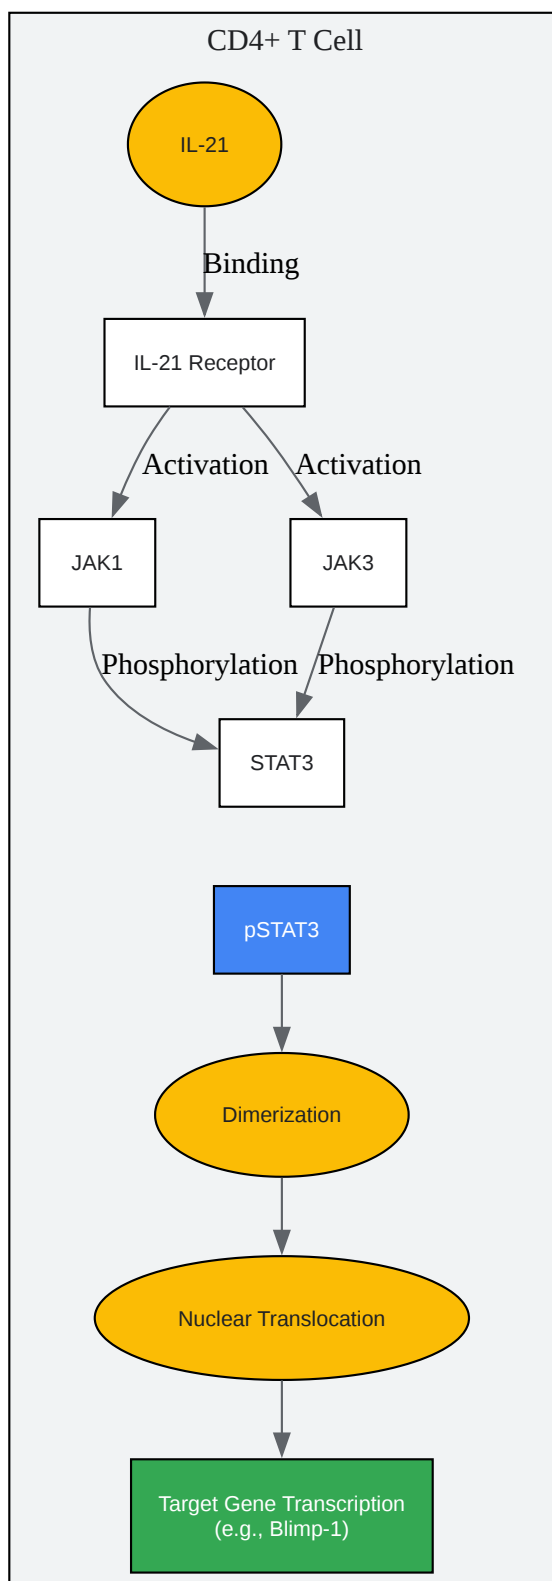 CD4+ T Cell
IL-21
Binding
IL-21 Receptor
Activation
Activation
JAK1
JAK3
Phosphorylation
Phosphorylation
STAT3
pSTAT3
Dimerization
Nuclear Translocation
Target Gene Transcription
(e.g., Blimp-1)